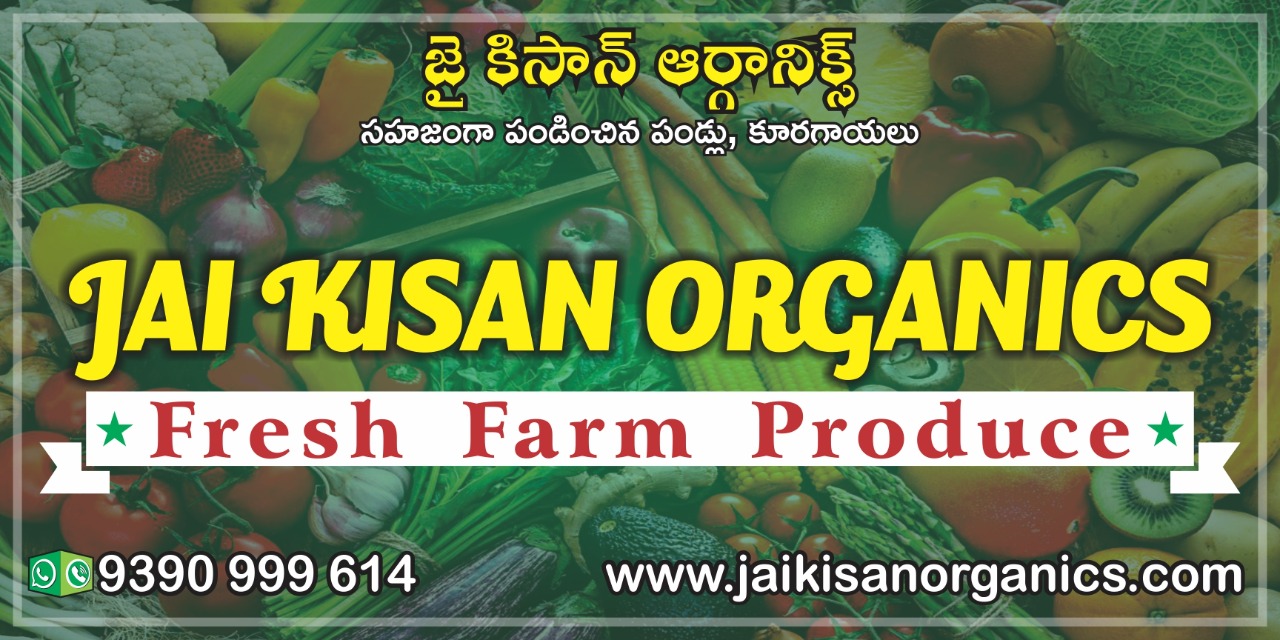 జై కిసాన్ ఆర్గానిక్స్
సహజంగా పండించిన పండ్లు, కూరగాయలు
JAI KISAN ORGANICS
Fresh Farm Produce
9390 999 614
www.jaikisanorganics.com